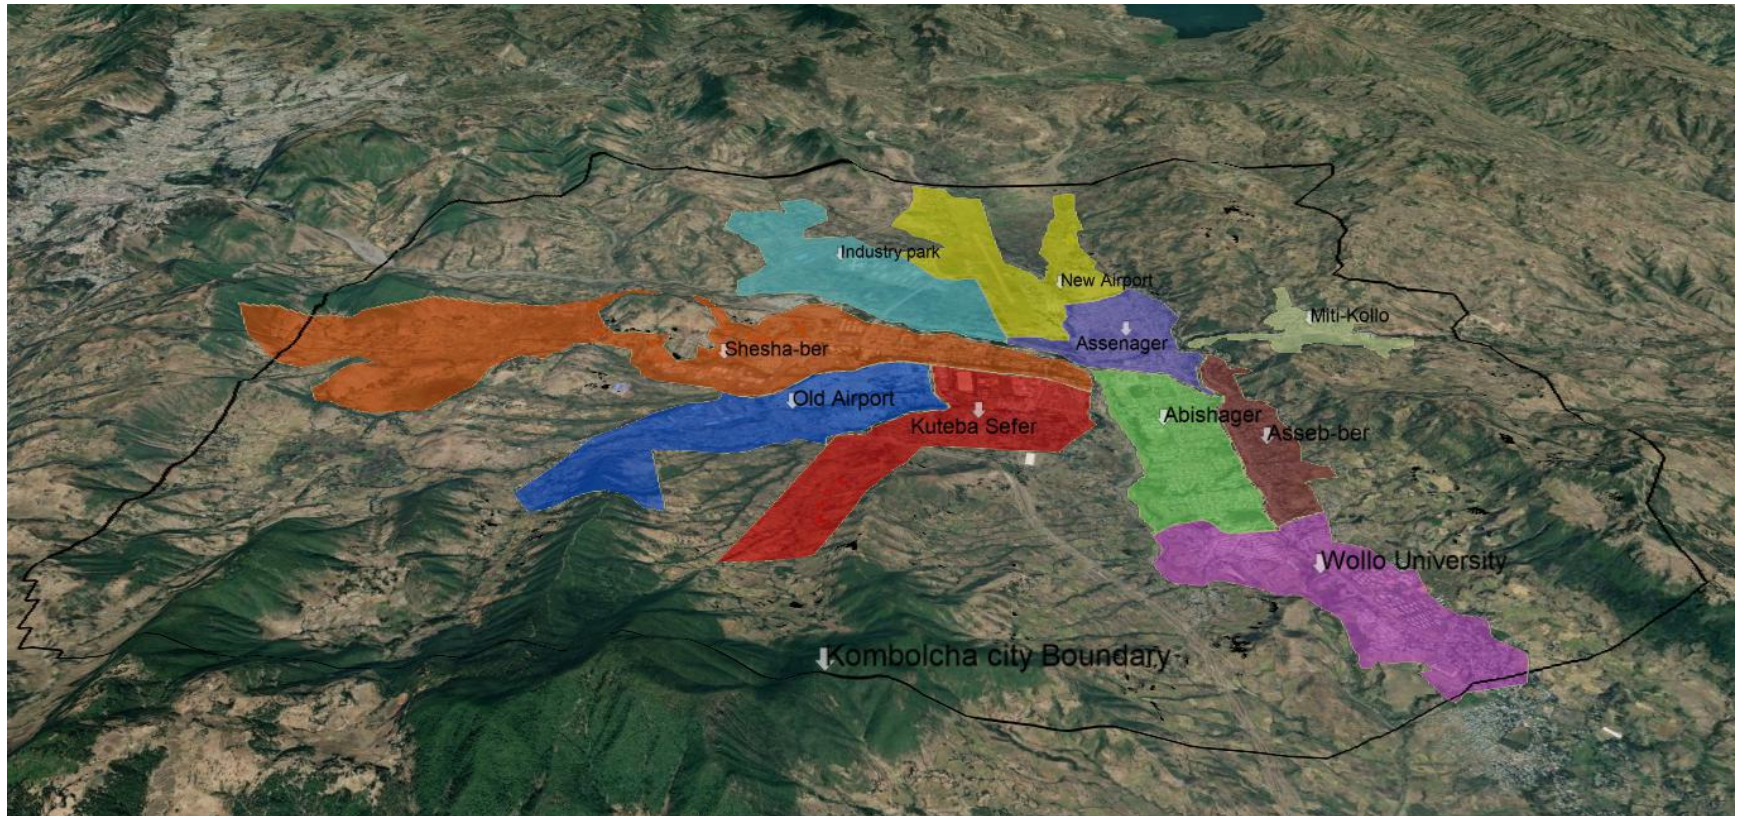 Industry park
New Airport
Miti-Kollo
Assenager
Shesha-ber
Old Airport
Abishager
Kuteba Sefer
Asseb-ber
Wollo University
Kombolcha city Boundary